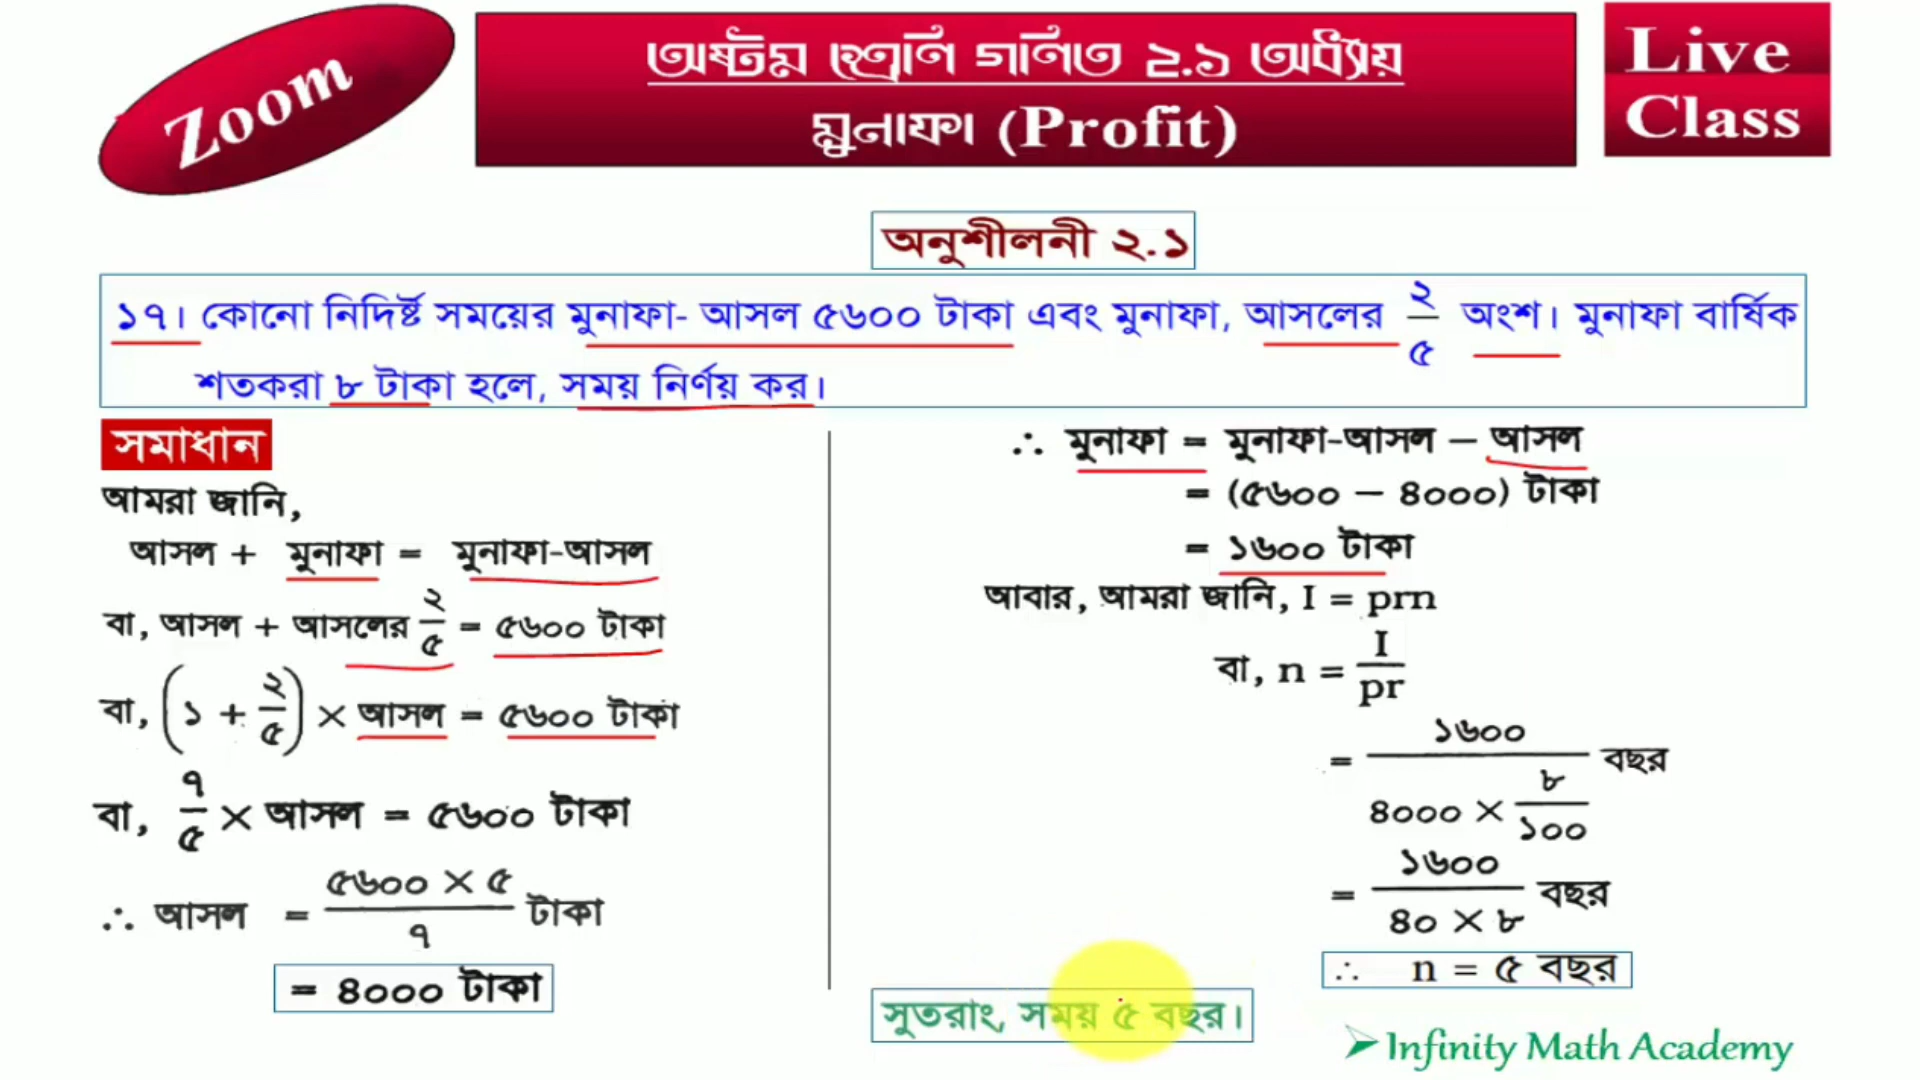 Zoom
অষ্টম শ্রেণি গণিত ২.১ অধ্যায়
মুনাফা (Profit)
Live
Class
অনুশীলনী ২.১
১৭। কোনো নিদির্ষ্ট সময়ের মুনাফা- আসল ৫৬০০ টাকা এবং মুনাফা, আসলের ২/৫ অংশ। মুনাফা বার্ষিক
শতকরা ৮ টাকা হলে, সময় নির্ণয় কর।
সমাধান
আমরা জানি,
আসল + মুনাফা = মুনাফা-আসল
বা, আসল + আসলের ২/৫ = ৫৬০০ টাকা
বা, (১ + ২/৫) × আসল = ৫৬০০ টাকা
বা, ৭/৫ × আসল = ৫৬০০ টাকা
∴ আসল = ৫৬০০ × ৫/৭ টাকা
= ৪০০০ টাকা
∴ মুনাফা = মুনাফা-আসল – আসল
= (৫৬০০ – ৪০০০) টাকা
= ১৬০০ টাকা
আবার, আমরা জানি, I = prn
বা, n = I/pr
= ১৬০০/(৪০০০ × ৮/১০০) বছর
= ১৬০০/(৪০ × ৮) বছর
∴ n = ৫ বছর
সুতরাং, সময় ৫ বছর।
Infinity Math Academy